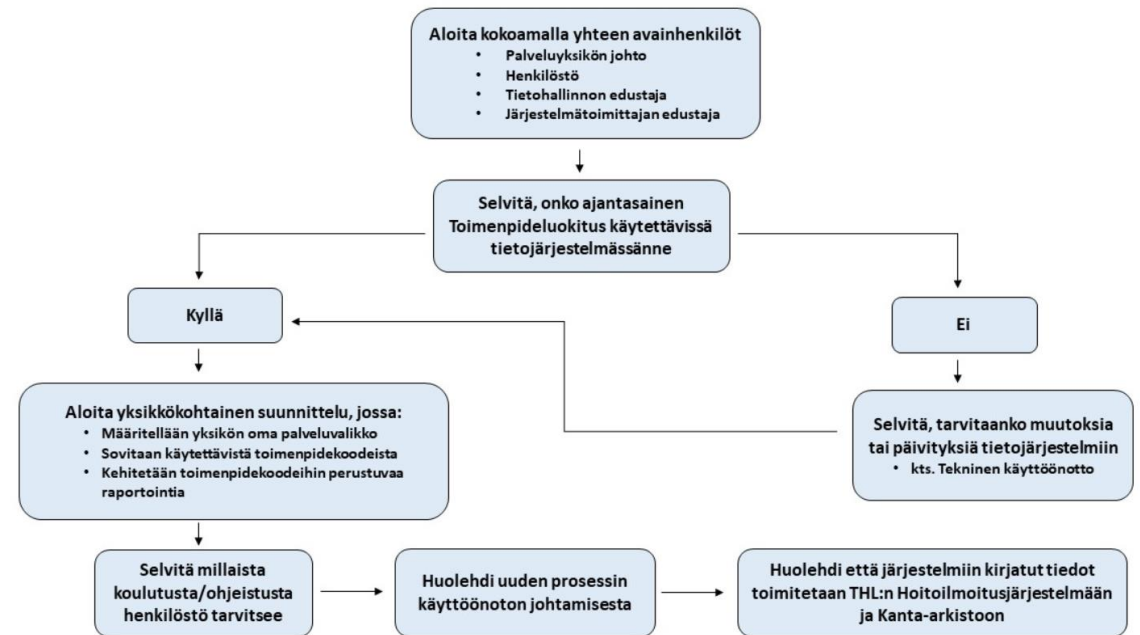 Aloita kokoamalla yhteen avainhenkilöt
• Palveluyksikön johto
• Henkilöstö
• Tietohallinnon edustaja
• Järjestelmätoimittajan edustaja
Selvitä, onko ajantasainen
Toimenpideluokitus käytettävissä
tietojärjestelmässänne
Kyllä
Ei
Aloita yksikkökohtainen suunnittelu, jossa:
• Määritellään yksikön oma palveluvalikko
• Sovitaan käytettävistä toimenpidekoodeista
• Kehitetään toimenpidekoodeihin perustuvaa
raportointia
Selvitä, tarvitaanko muutoksia
tai päivityksiä tietojärjestelmiin
• kts. Tekninen käyttöönotto
Selvitä millaista
koulutusta/ohjeistusta
henkilöstö tarvitsee
Huolehdi uuden prosessin
käyttöönoton johtamisesta
Huolehdi että järjestelmiin kirjatut tiedot
toimitetaan THL:n Hoitoilmoitusjärjestelmään
ja Kanta-arkistoon